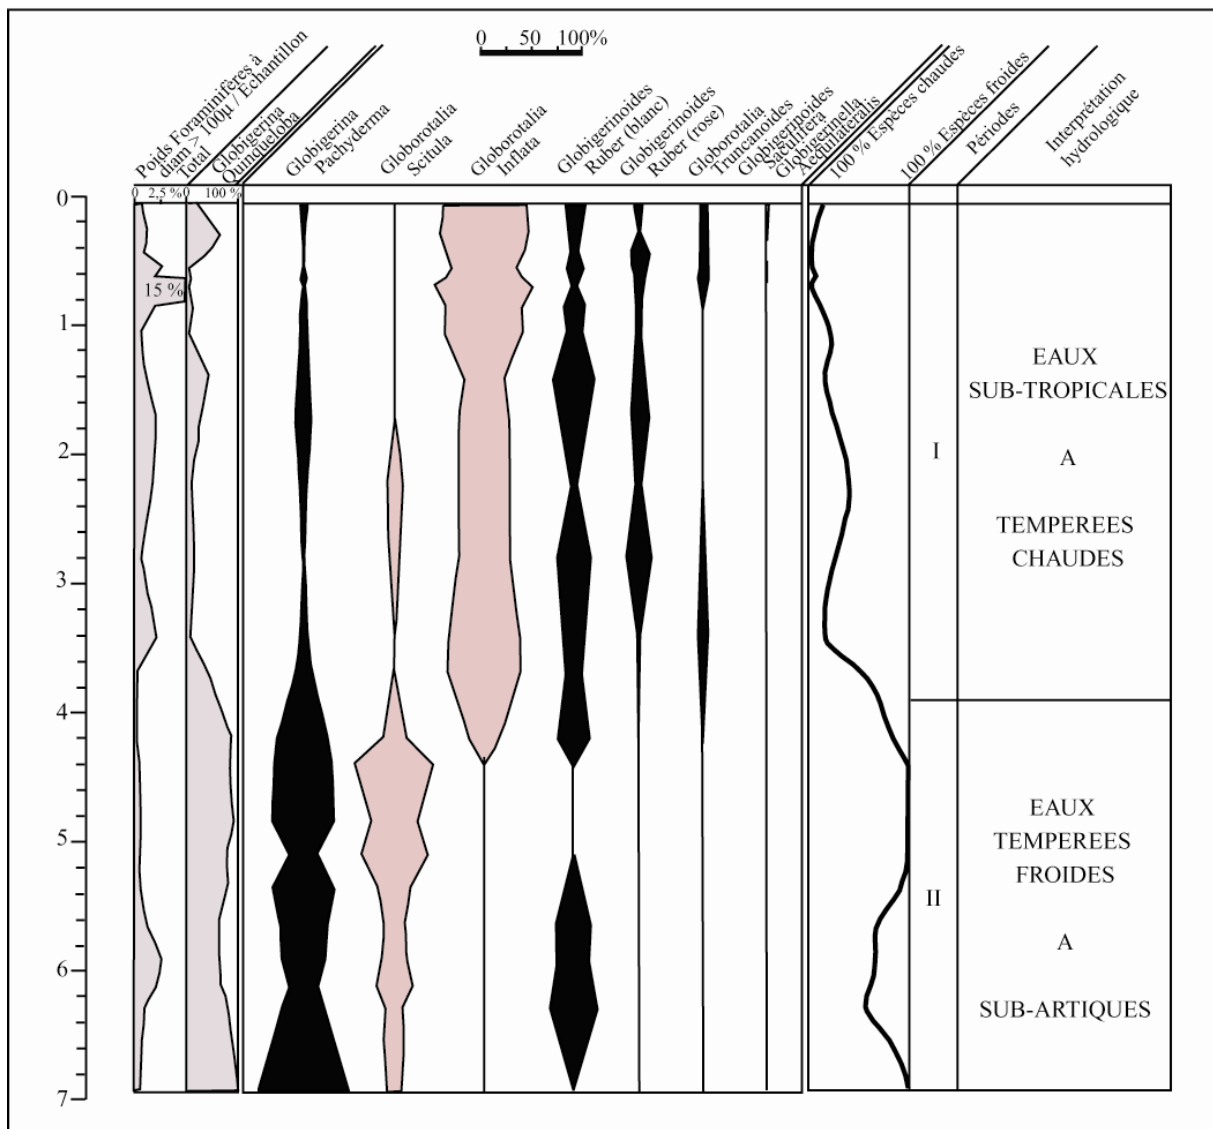 0 50 100%
Poids Foraminifères à
diam > 100µ / Echantillon
Total
Globigerina
Quinqueloba
Globigerina
Pachyderma
Globorotalia
Scitula
Globorotalia
Inflata
Globigerinoides
Ruber (blanc)
Globigerinoides
Ruber (rose)
Globorotalia
Truncanoides
Globigerinoides
Saculifera
Globigermella
Aequilateralis
100 % Espèces chaudes
100 % Espèces froides
Périodes
Interprétation
hydrologique
0 2,5 % 0 100 %
0
15 %
1
2
3
4
5
6
7
I
EAUX
SUB-TROPICALES
A
TEMPEREES
CHAUDES
II
EAUX
TEMPEREES
FROIDES
A
SUB-ARTIQUES